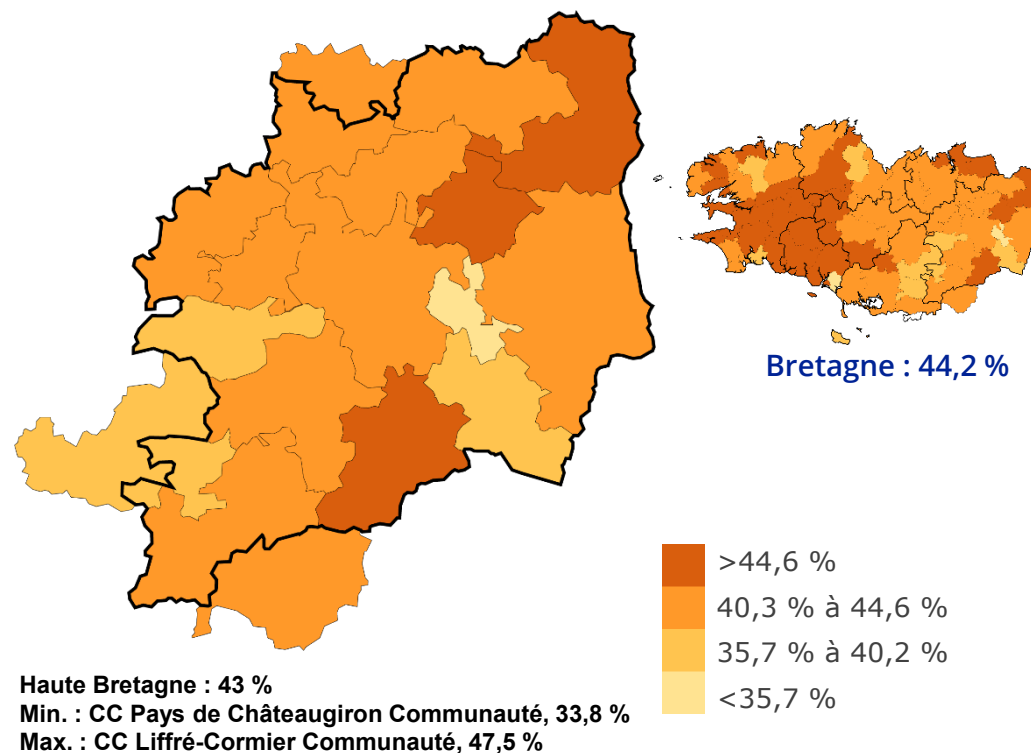 Bretagne : 44,2 %
>44,6 %
40,3 % à 44,6 %
35,7 % à 40,2 %
<35,7 %
Haute Bretagne : 43 %
Min. : CC Pays de Châteaugiron Communauté, 33,8 %
Max. : CC Liffré-Cormier Communauté, 47,5 %